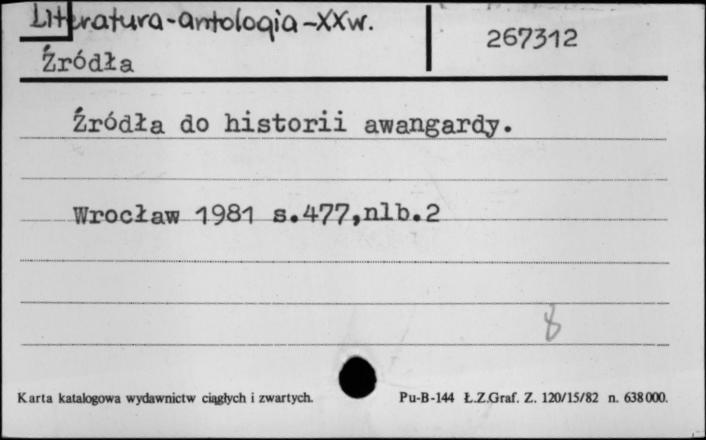 Literatura-antologia-XXw.
267312
Źródła
Źródła do historii awangardy.
Wrocław 1981 s.477,nlb.2
8
Karta katalogowa wydawnictw ciągłych i zwartych.
Pu-B-144 Ł.Z.Graf. Z. 120/15/82 n. 638000.